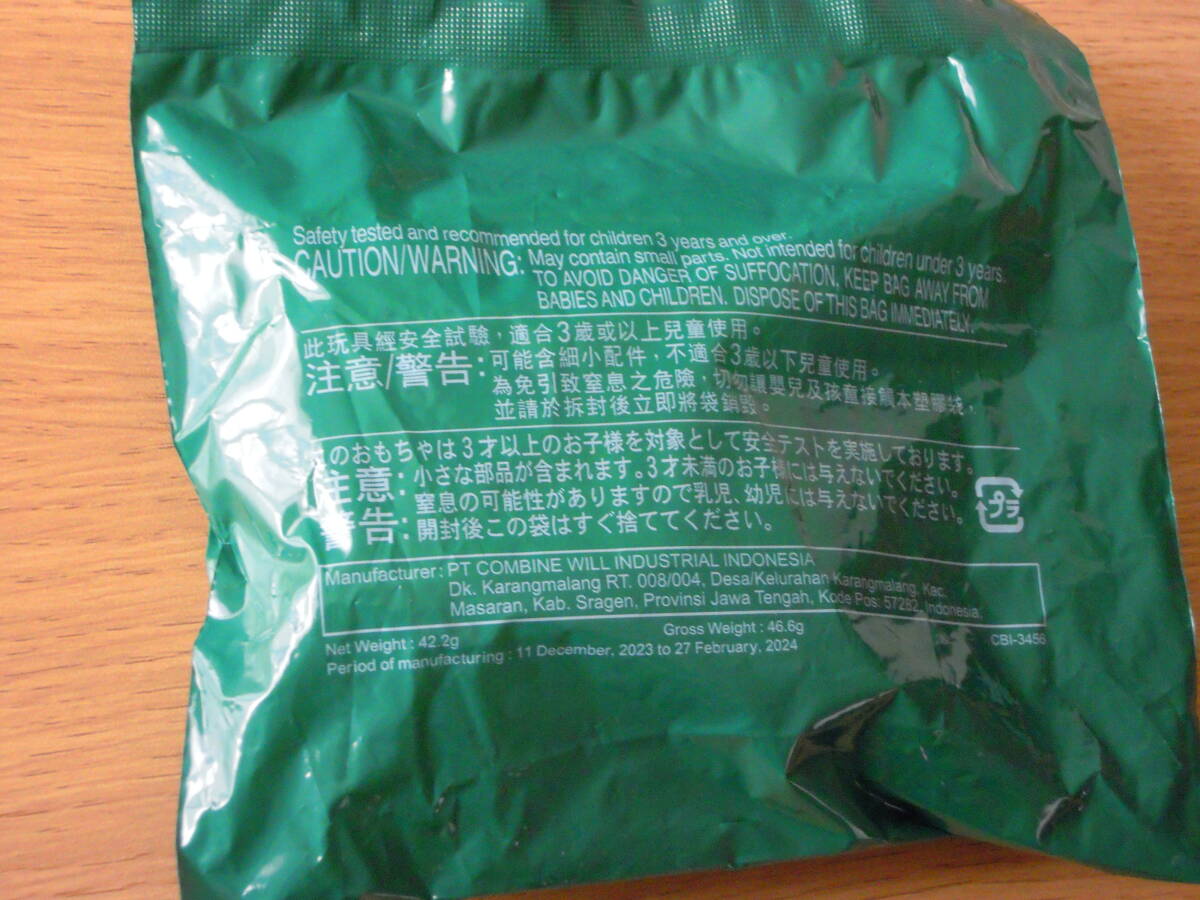 Safety tested and recommended for children 3 years and over.
CAUTION/WARNING: May contain small parts. Not intended for children under 3 years.
TO AVOID DANGER OF SUFFOCATION, KEEP BAG AWAY FROM
BABIES AND CHILDREN. DISPOSE OF THIS BAG IMMEDIATELY.
此玩具經安全試驗，適合3歲或以上兒童使用。
注意/警告：可能含細小配件，不適合3歲以下兒童使用。
為免引致窒息之危險，切勿讓嬰兒及孩童接觸本塑膠袋，
並請於拆封後立即將袋銷毀。
このおもちゃは3才以上のお子様を対象として安全テストを実施しております。
注意：小さな部品が含まれます。3才未満のお子様には与えないでください。
窒息の可能性がありますので乳児、幼児には与えないでください。
警告：開封後この袋はすぐ捨ててください。
プラ
Manufacturer: PT COMBINE WILL INDUSTRIAL INDONESIA
Dk. Karangmalang RT. 008/004, Desa/Kelurahan Karangmalang, Kec.
Masaran, Kab. Sragen, Provinsi Jawa Tengah, Kode Pos: 57282, Indonesia.
Net Weight : 42.2g Gross Weight : 46.6g CBI-3456
Period of manufacturing : 11 December, 2023 to 27 February, 2024